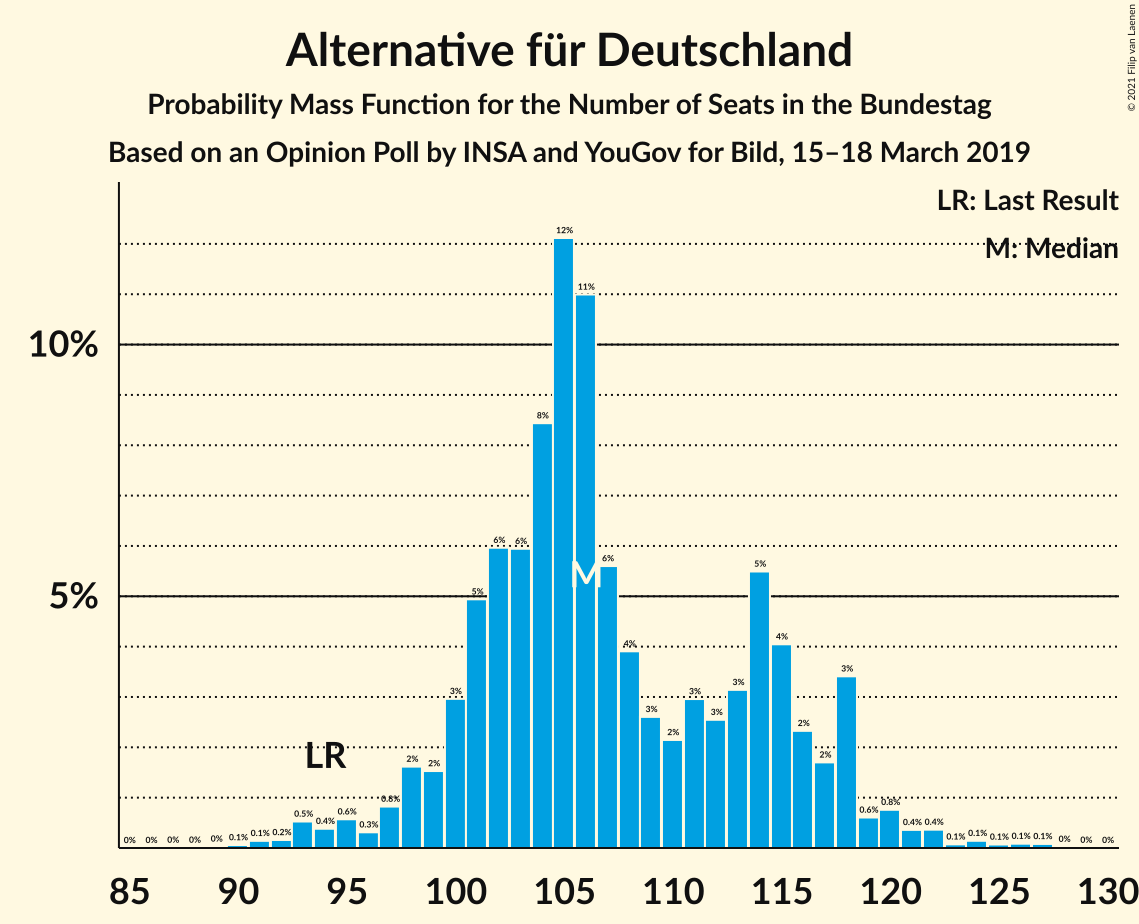 Alternative für Deutschland
Probability Mass Function for the Number of Seats in the Bundestag
Based on an Opinion Poll by INSA and YouGov for Bild, 15–18 March 2019
© 2021 Filip van Laenen
LR: Last Result
M: Median
10%
5%
LR
M
0% 0% 0% 0% 0% 0.1% 0.1% 0.2% 0.5% 0.4% 0.6% 0.3% 0.8% 2% 2% 3% 5% 6% 6% 8% 12% 11% 6% 4% 3% 2% 3% 3% 3% 5% 4% 2% 2% 3% 0.6% 0.8% 0.4% 0.4% 0.1% 0.1% 0.1% 0.1% 0.1% 0% 0% 0%
85 90 95 100 105 110 115 120 125 130